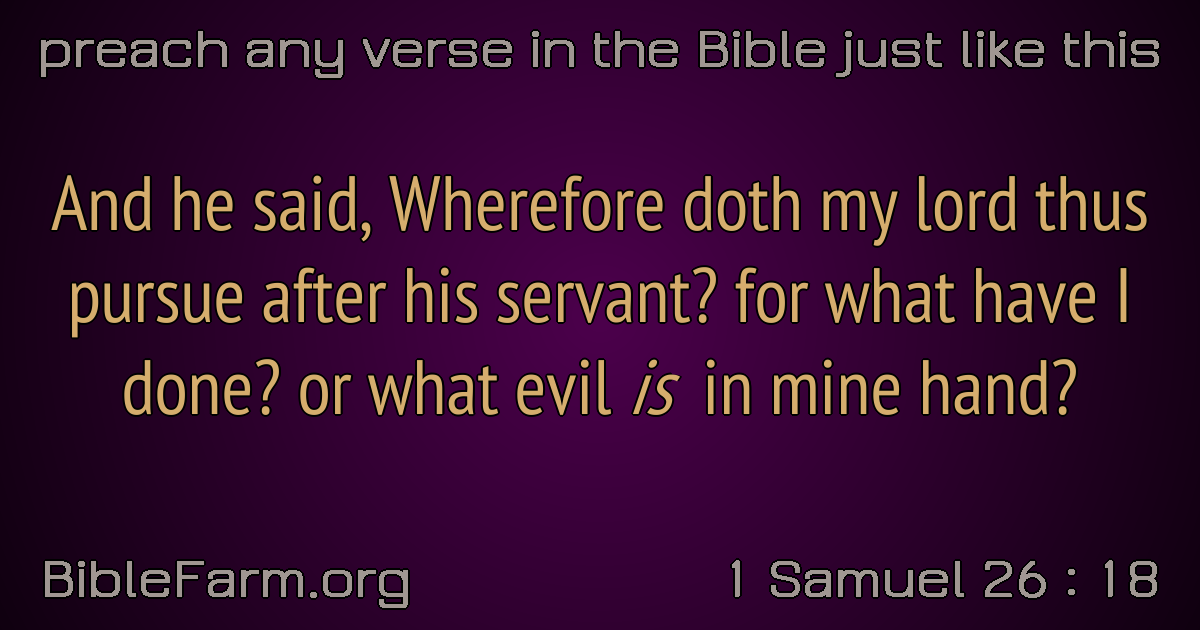 preach any verse in the Bible just like this
And he said, Wherefore doth my lord thus
pursue after his servant? for what have I
done? or what evil is in mine hand?
BibleFarm.org
1 Samuel 26 : 18